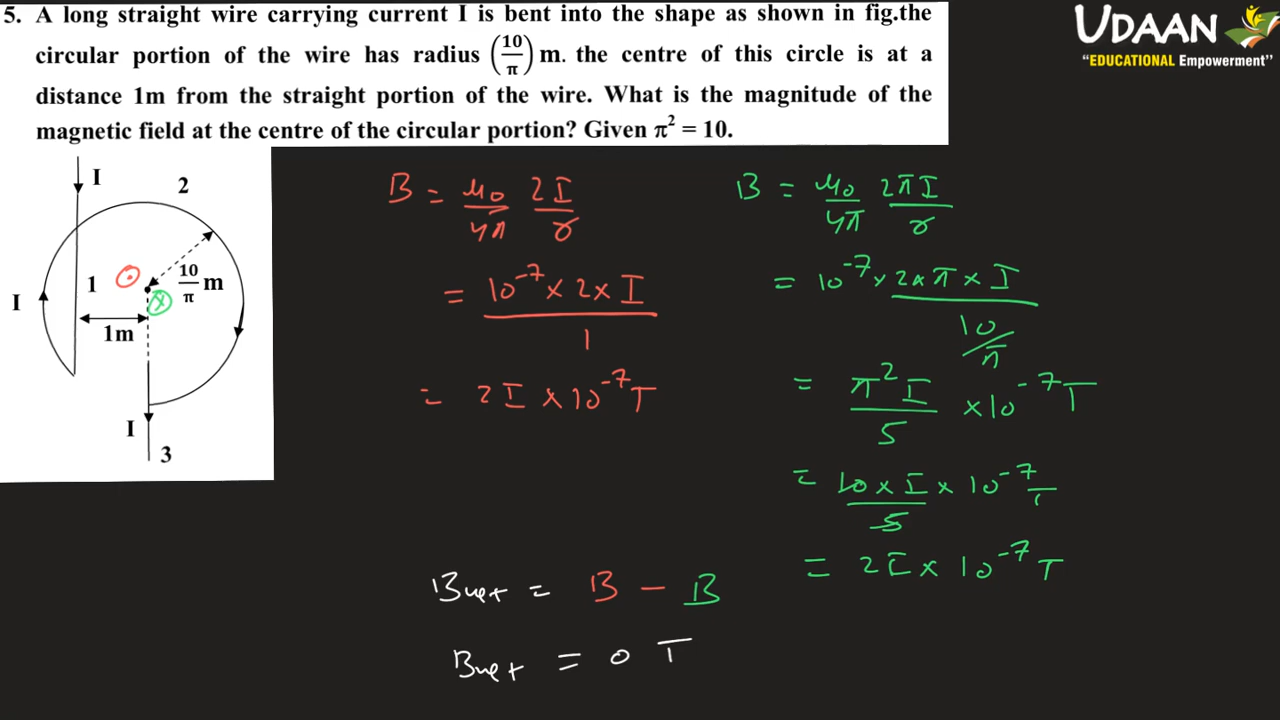 5. A long straight wire carrying current I is bent into the shape as shown in fig.the
circular portion of the wire has radius (10/π) m. the centre of this circle is at a
distance 1m from the straight portion of the wire. What is the magnitude of the
magnetic field at the centre of the circular portion? Given π² = 10.
UDAAN
“EDUCATIONAL Empowerment”
I
2
1
10/π m
I
1m
I
3
B = μ₀/4π 2I/r
= 10⁻⁷ × 2 × I / 1
= 2I × 10⁻⁷ T
B = μ₀/4π 2πI/r
= 10⁻⁷ × 2 × π × I / 10/π
= π² I / 5 × 10⁻⁷ T
= 10 × I × 10⁻⁷ T / 5
= 2I × 10⁻⁷ T
Bnet = B − B
Bnet = 0 T